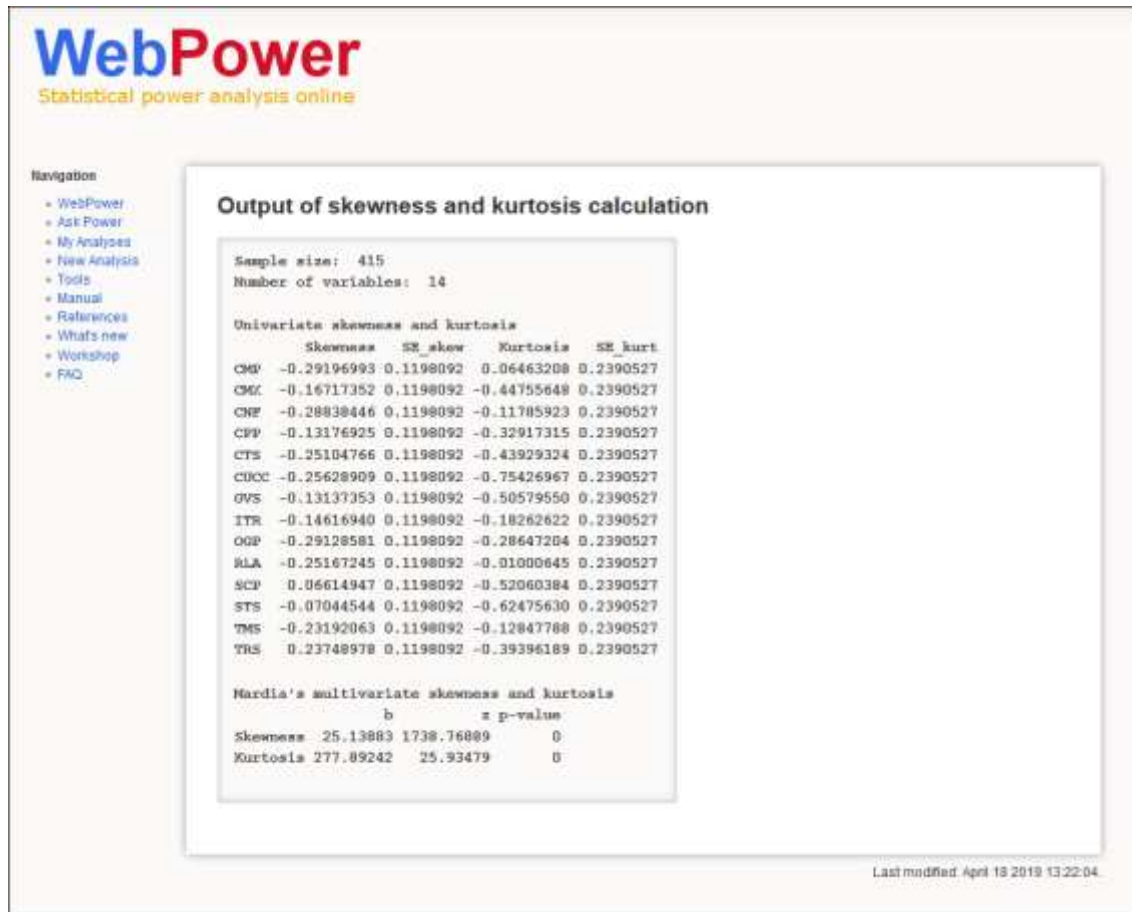 WebPower
Statistical power analysis online
Navigation
WebPower
Ask Power
My Analyses
New Analysis
Tools
Manual
References
What's new
Workshop
FAQ
Output of skewness and kurtosis calculation
Sample size: 415
Number of variables: 14
Univariate skewness and kurtosis
Skewness SE_skew Kurtosis SE_kurt
CMP -0.29196993 0.1198092 0.06463208 0.2390527
CMX -0.16717352 0.1198092 -0.44755648 0.2390527
CNF -0.28838446 0.1198092 -0.11785923 0.2390527
CPP -0.13176925 0.1198092 -0.32917315 0.2390527
CTS -0.25104766 0.1198092 -0.43929324 0.2390527
CUCC -0.25628909 0.1198092 -0.75426967 0.2390527
GVS -0.13137353 0.1198092 -0.50579550 0.2390527
ITR -0.14616940 0.1198092 -0.18262622 0.2390527
OGP -0.29128581 0.1198092 -0.28647204 0.2390527
RLA -0.25167245 0.1198092 -0.01000645 0.2390527
SCP 0.06614947 0.1198092 -0.52060384 0.2390527
STS -0.07044544 0.1198092 -0.62475630 0.2390527
TMS -0.23192063 0.1198092 -0.12847788 0.2390527
TRS 0.23748978 0.1198092 -0.39396189 0.2390527
Mardia's multivariate skewness and kurtosis
b z p-value
Skewness 25.13883 1738.76889 0
Kurtosis 277.89242 25.93479 0
Last modified: April 18 2019 13:22:04.